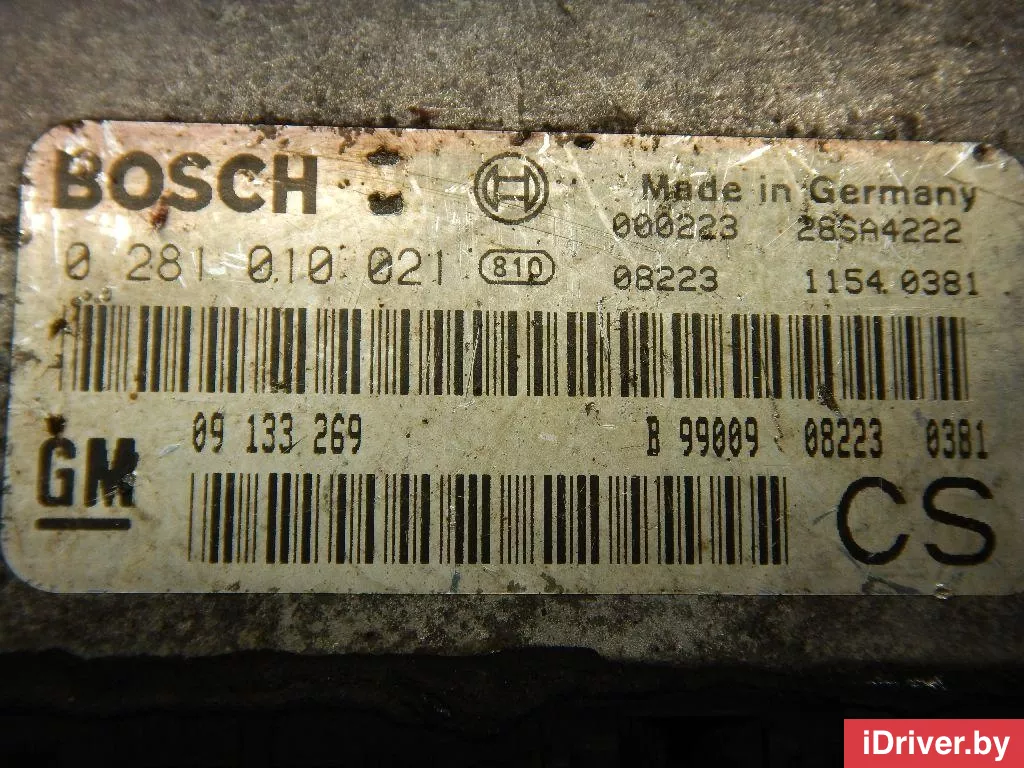 BOSCH Made in Germany
000223 28SA4222
0 281 010 021 810 08223 1154 0381
09 133 269 B 99009 08223 0381
GM CS
iDriver.by